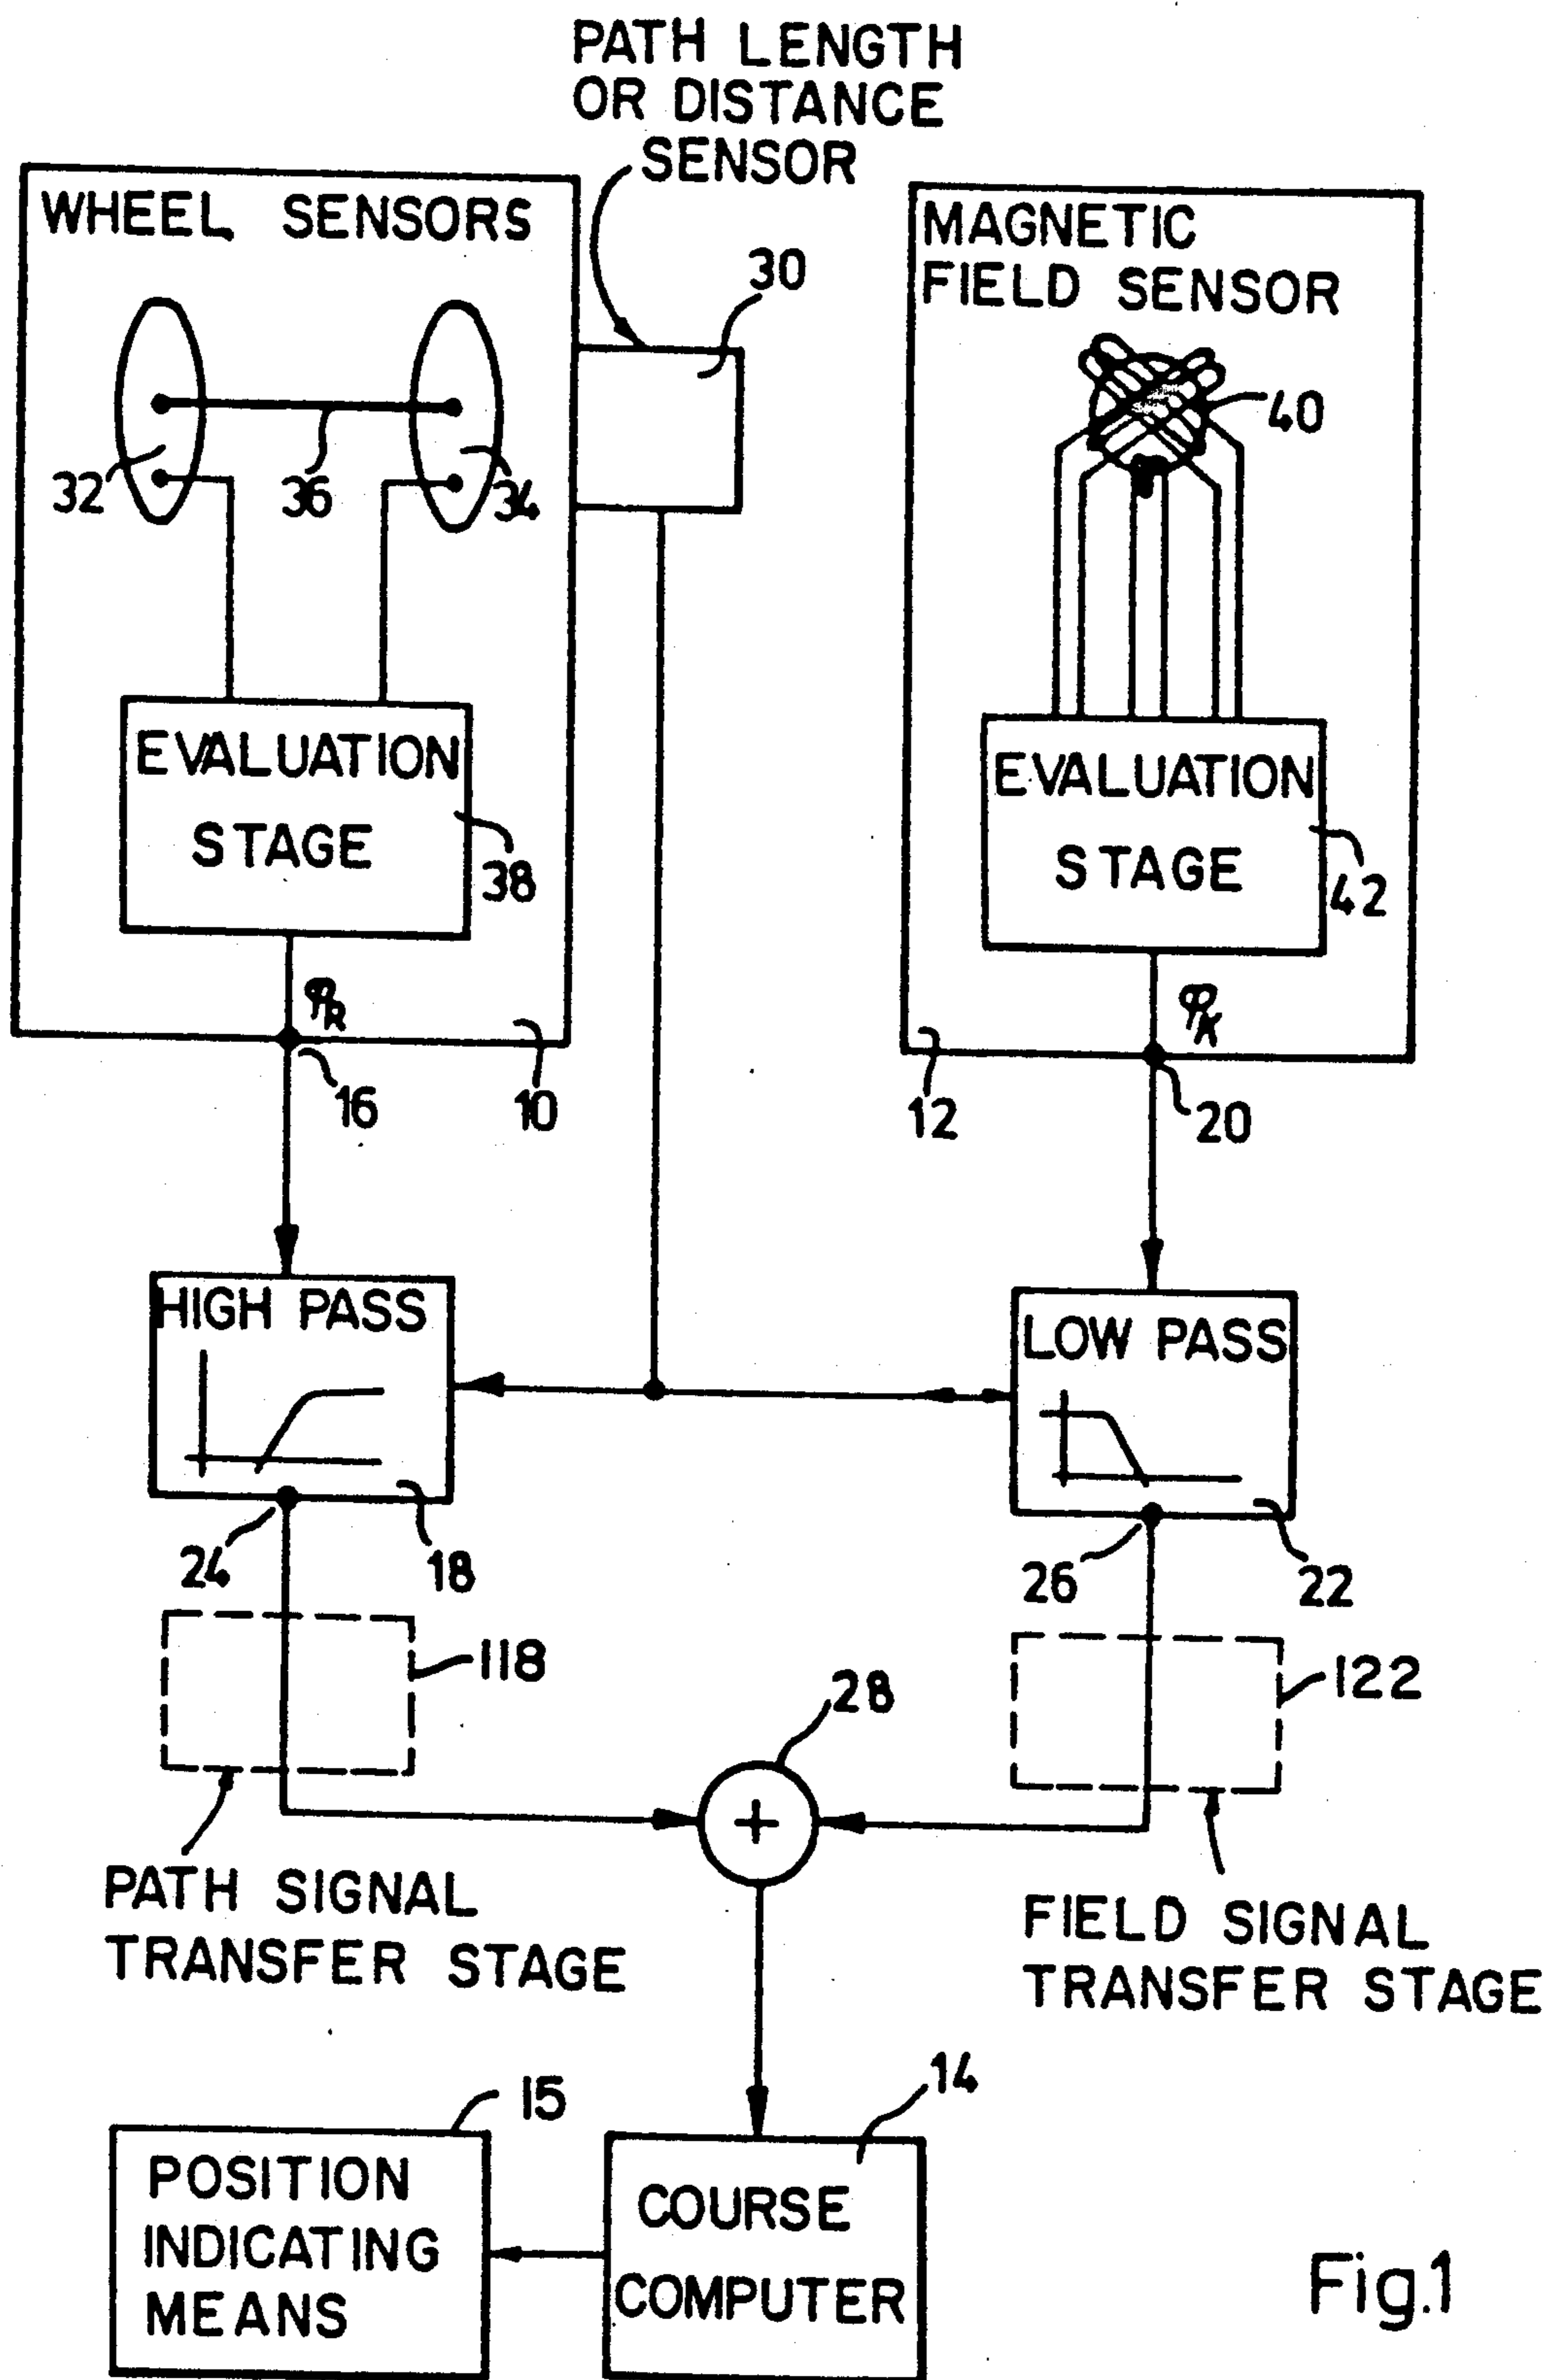 PATH LENGTH
OR DISTANCE
SENSOR
WHEEL SENSORS
30
32
36
34
EVALUATION
STAGE
38
φR
16
10
MAGNETIC
FIELD SENSOR
40
EVALUATION
STAGE
42
φK
12
20
HIGH PASS
24
18
LOW PASS
26
22
118
122
28
+
PATH SIGNAL
TRANSFER STAGE
FIELD SIGNAL
TRANSFER STAGE
15
14
POSITION
INDICATING
MEANS
COURSE
COMPUTER
Fig.1